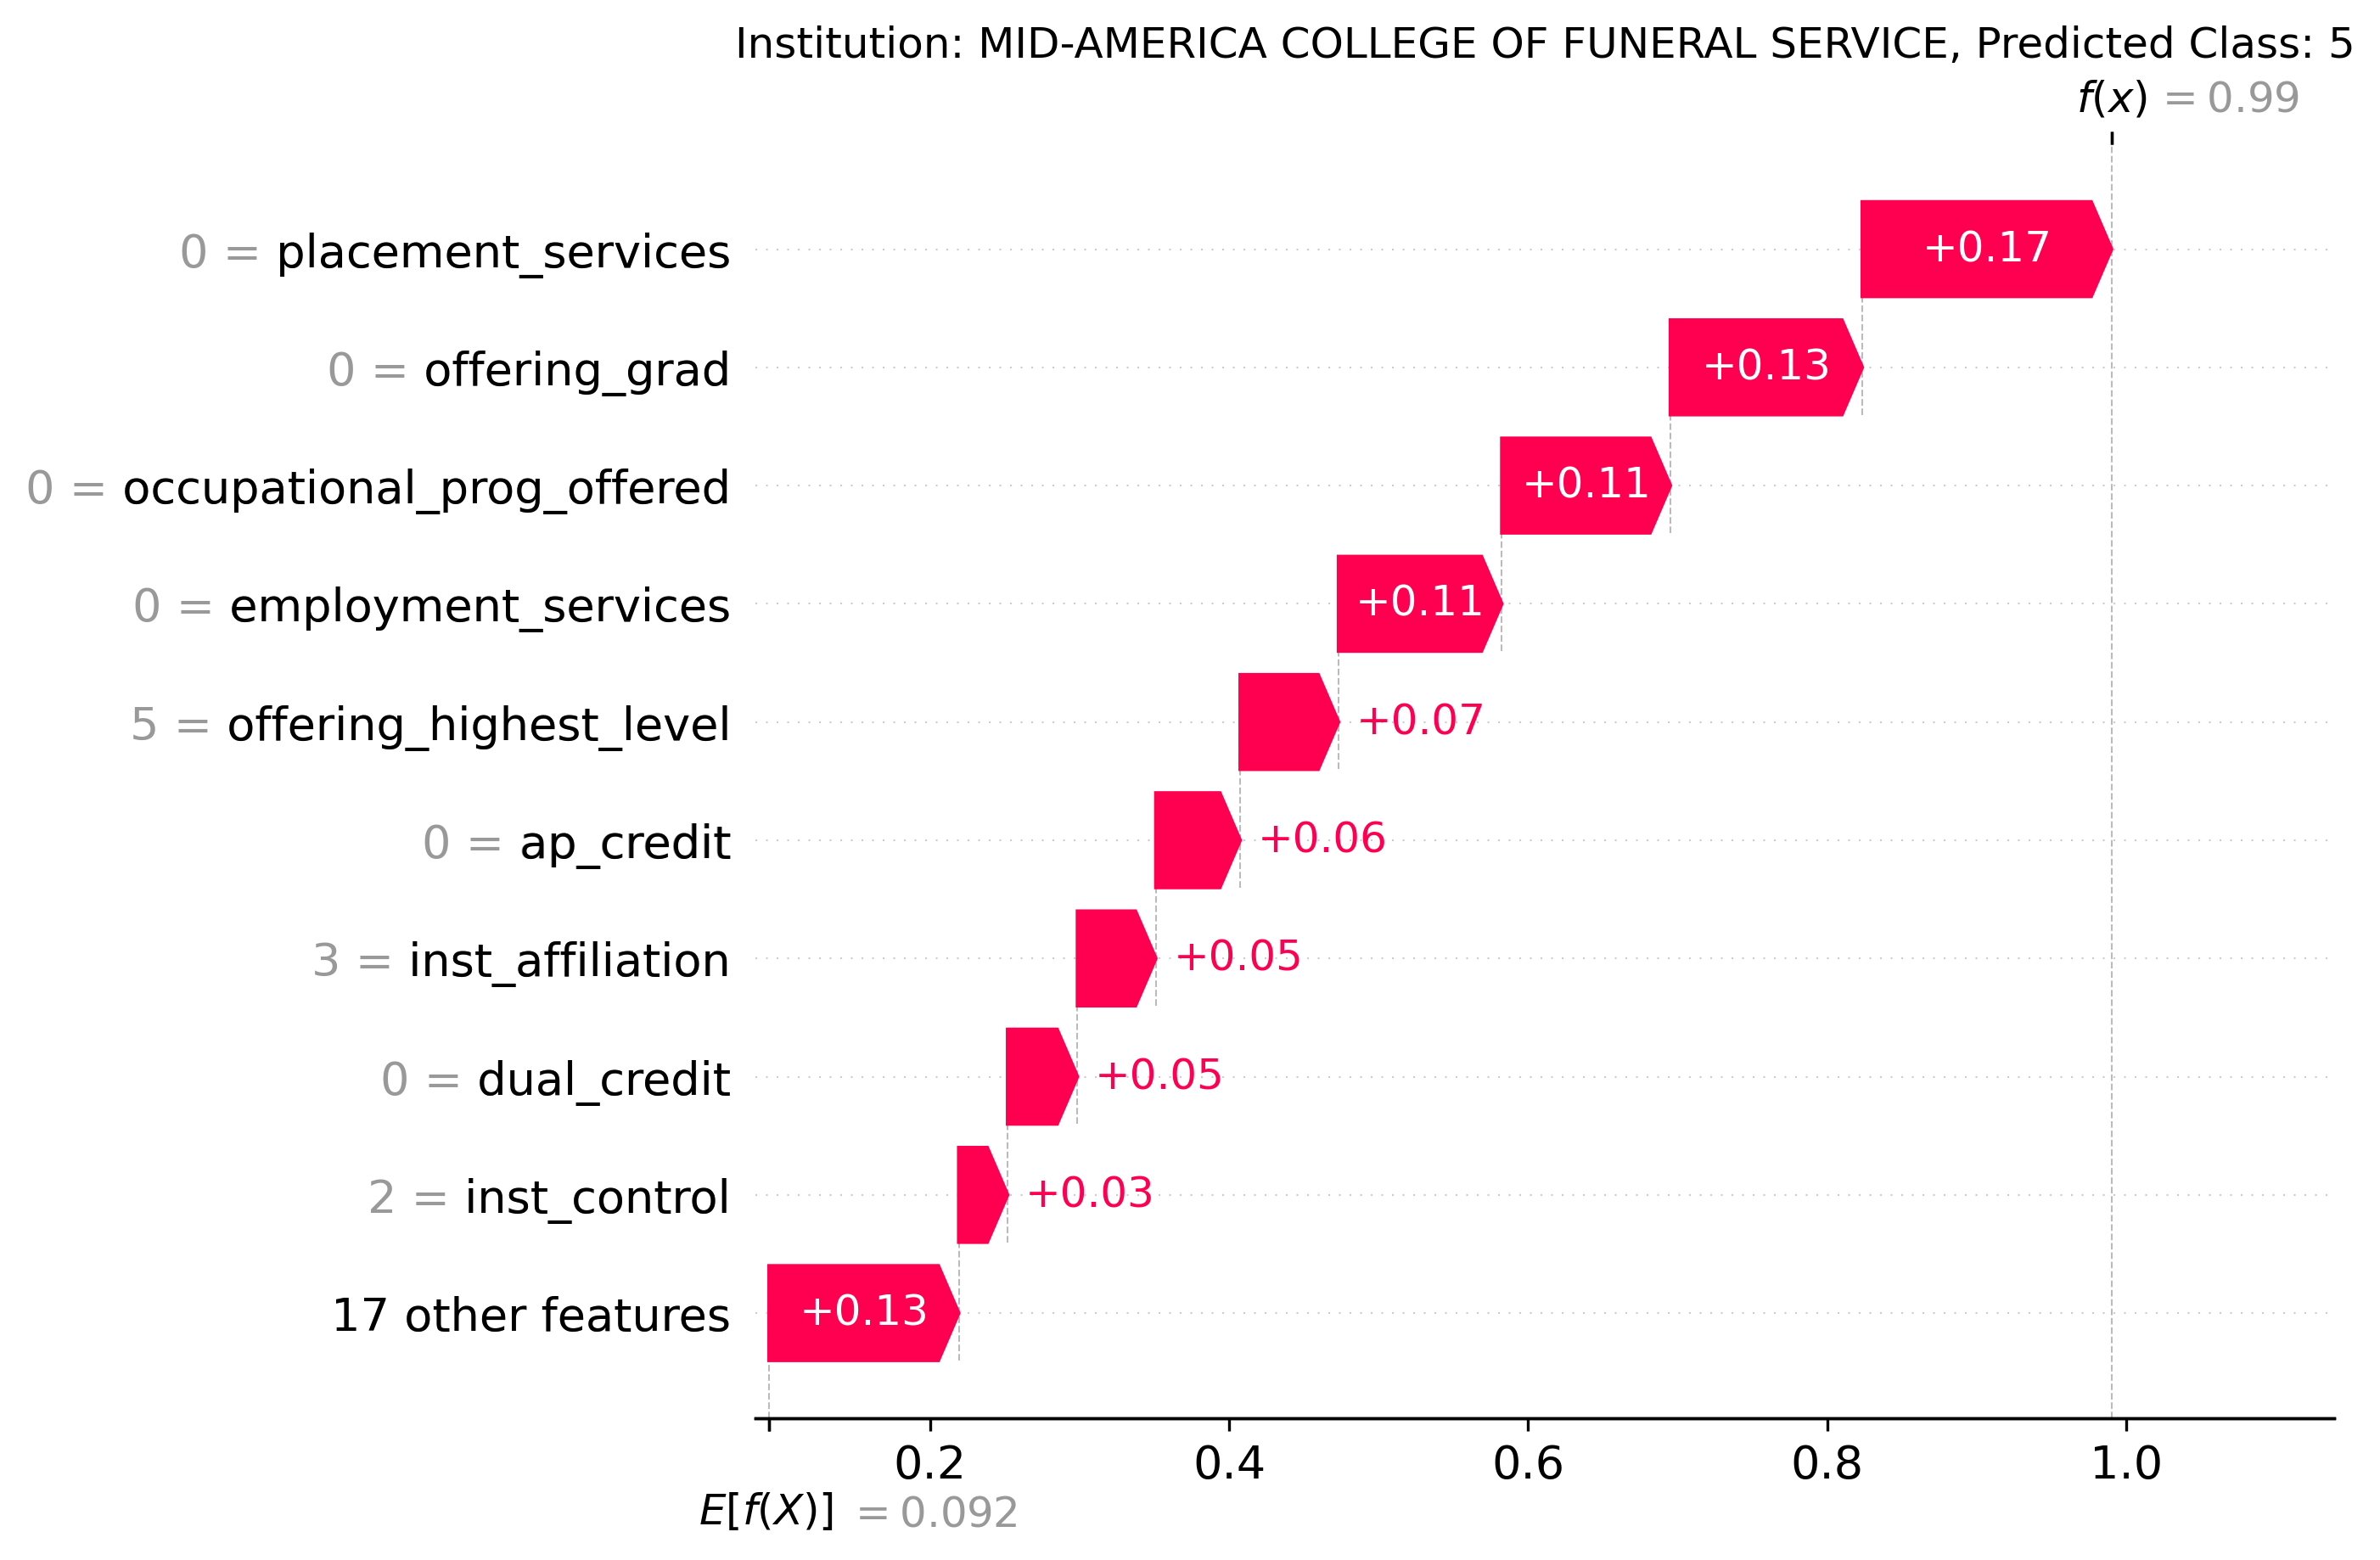 Institution: MID-AMERICA COLLEGE OF FUNERAL SERVICE, Predicted Class: 5
f(x) = 0.99
0 = placement_services +0.17
0 = offering_grad +0.13
0 = occupational_prog_offered +0.11
0 = employment_services +0.11
5 = offering_highest_level +0.07
0 = ap_credit +0.06
3 = inst_affiliation +0.05
0 = dual_credit +0.05
2 = inst_control +0.03
17 other features +0.13
0.2 0.4 0.6 0.8 1.0
E[f(X)] = 0.092